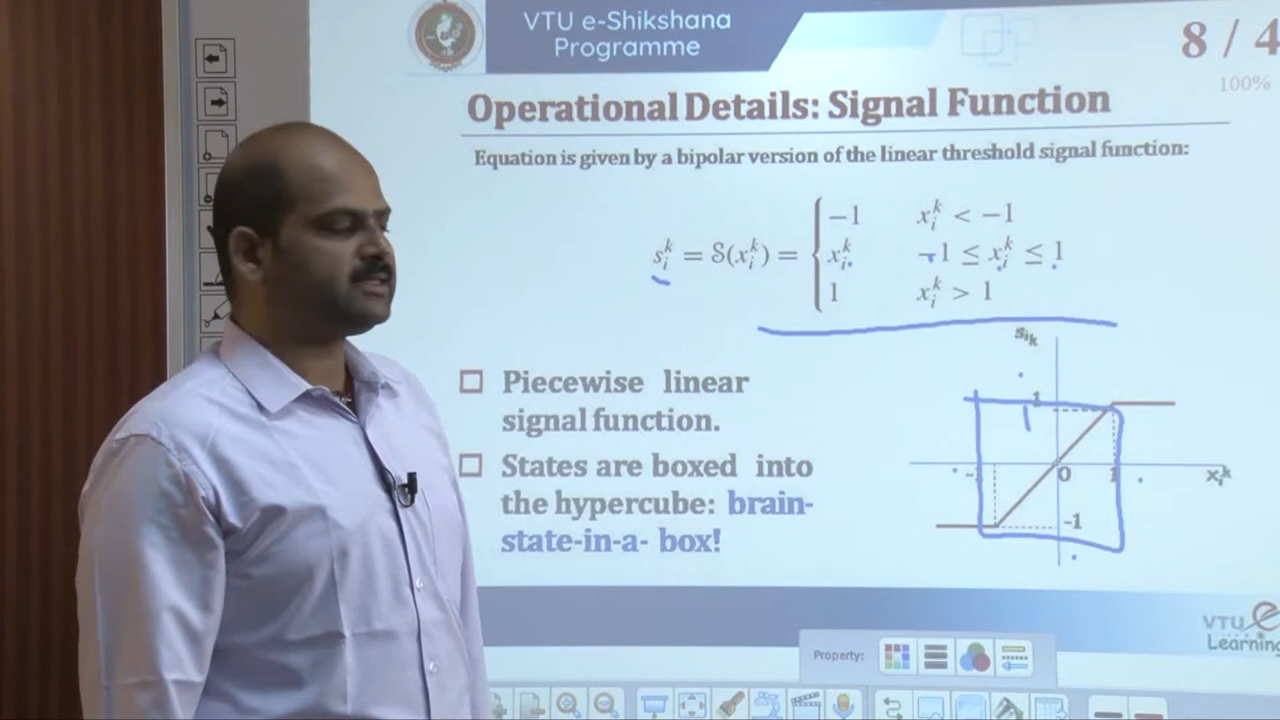 VTU e-Shikshana
Programme
8 / 4
100%
Operational Details: Signal Function
Equation is given by a bipolar version of the linear threshold signal function:
−1 x_i^k < −1
s_i^k = S(x_i^k) = { x_i^k −1 ≤ x_i^k ≤ 1
1 x_i^k > 1
s_ik
1
-1 0 1 x_i^k
-1
☐ Piecewise linear
signal function.
☐ States are boxed into
the hypercube: brain-
state-in-a- box!
VTU e
Learning
Property: